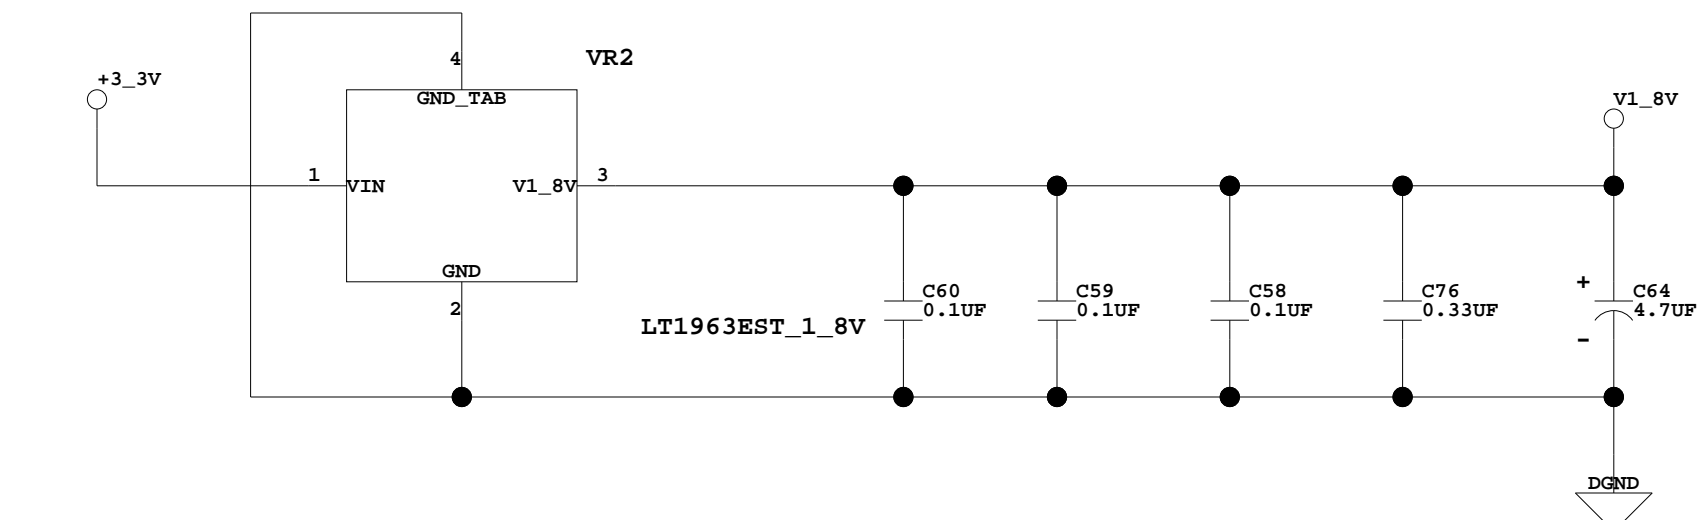 4
VR2
+3_3V
GND_TAB
V1_8V
1
VIN
V1_8V
3
GND
2
LT1963EST_1_8V
C60
0.1UF
C59
0.1UF
C58
0.1UF
C76
0.33UF
+
C64
4.7UF
-
DGND